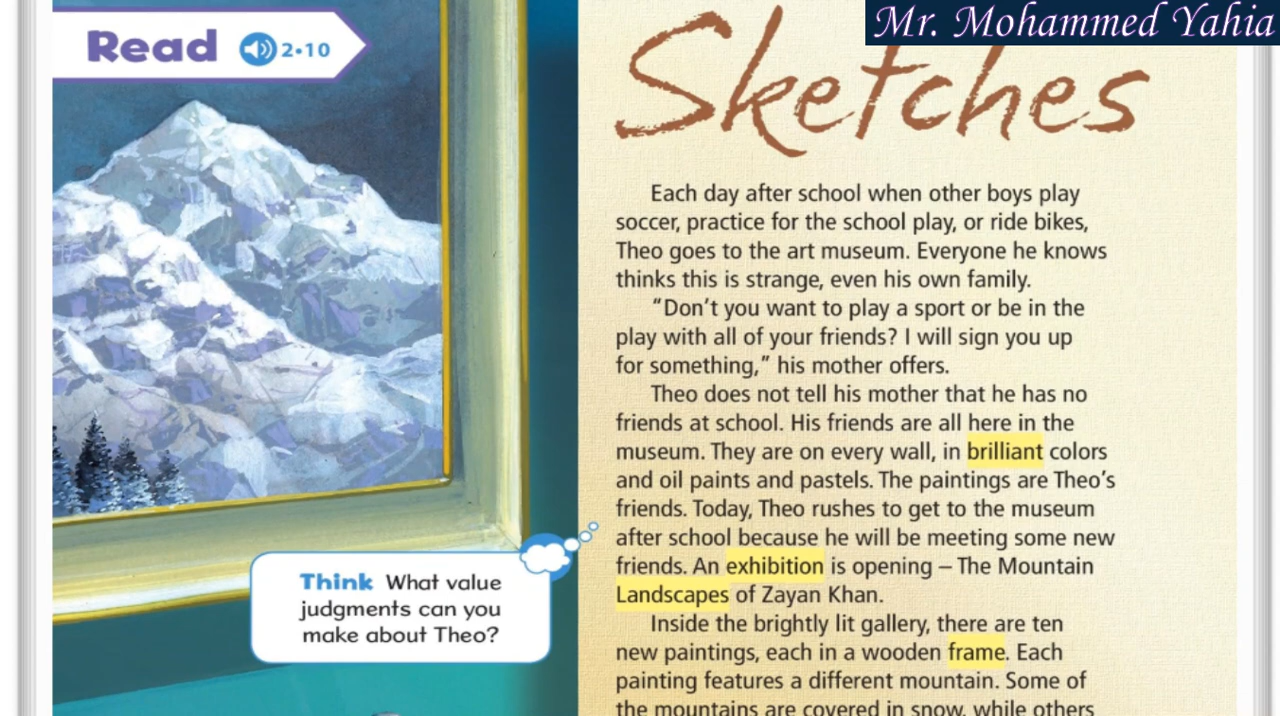 Mr. Mohammed Yahia
Read 2•10
Think What value
judgments can you
make about Theo?
Sketches
Each day after school when other boys play
soccer, practice for the school play, or ride bikes,
Theo goes to the art museum. Everyone he knows
thinks this is strange, even his own family.
“Don’t you want to play a sport or be in the
play with all of your friends? I will sign you up
for something,” his mother offers.
Theo does not tell his mother that he has no
friends at school. His friends are all here in the
museum. They are on every wall, in brilliant colors
and oil paints and pastels. The paintings are Theo’s
friends. Today, Theo rushes to get to the museum
after school because he will be meeting some new
friends. An exhibition is opening – The Mountain
Landscapes of Zayan Khan.
Inside the brightly lit gallery, there are ten
new paintings, each in a wooden frame. Each
painting features a different mountain. Some of
the mountains are covered in snow, while others